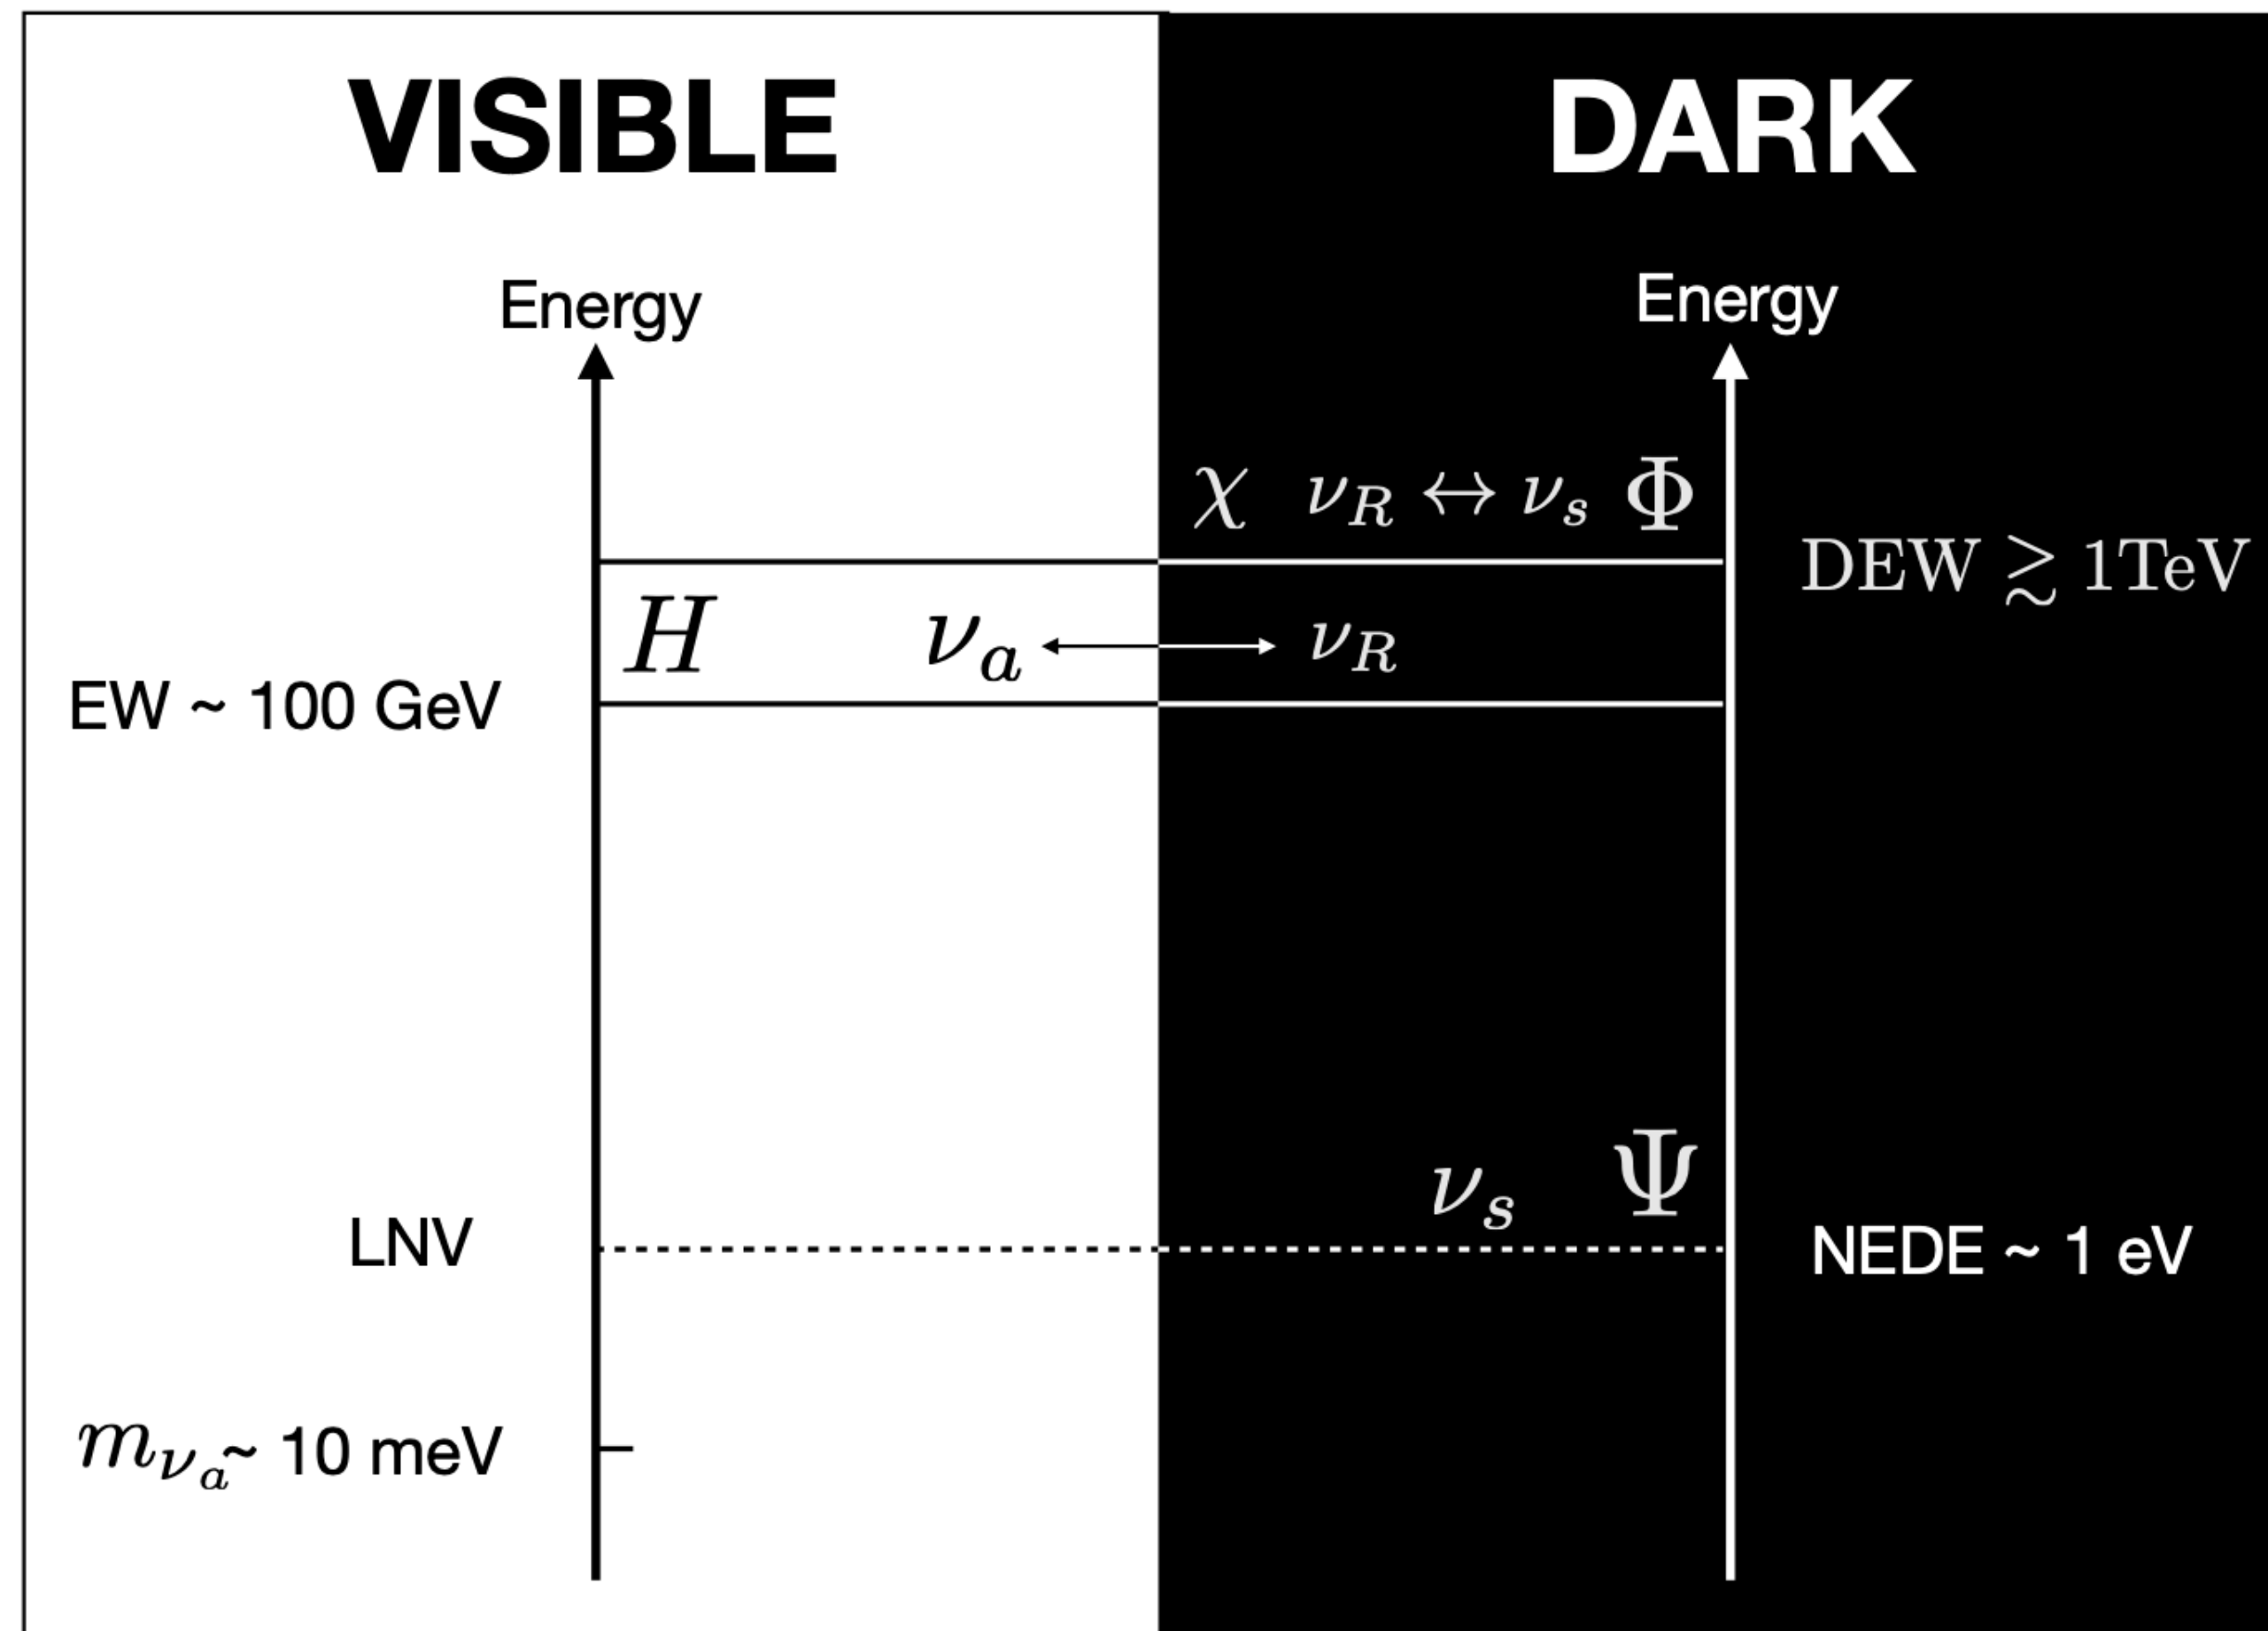 VISIBLE
DARK
Energy
Energy
χ ν_R ↔ ν_s Φ
DEW ≳ 1TeV
H ν_a ν_R
EW ~ 100 GeV
ν_s Ψ
LNV
NEDE ~ 1 eV
m_{ν_a} ~ 10 meV